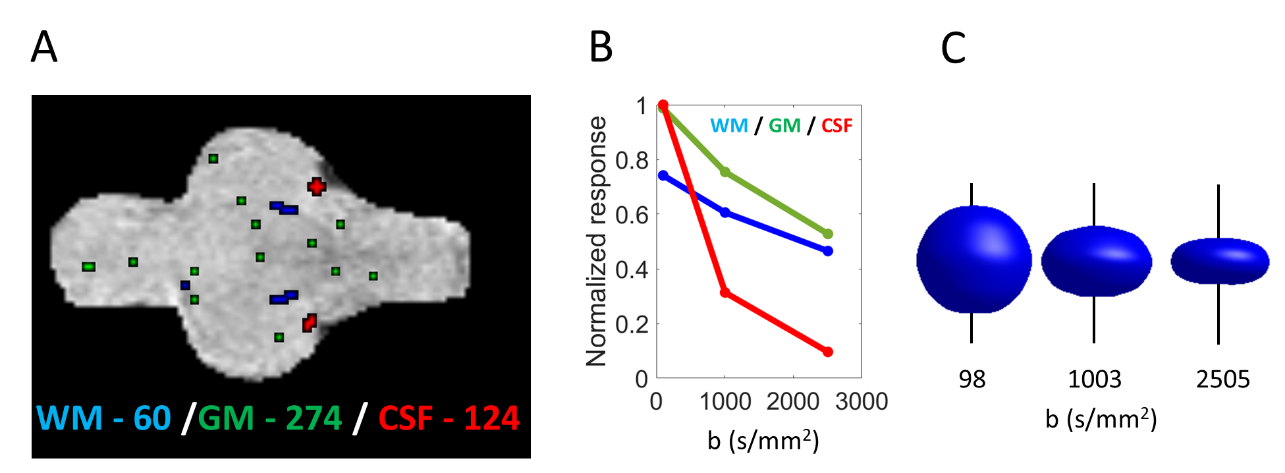 A
WM - 60 / GM - 274 / CSF - 124
B
Normalized response
1
0.8
0.6
0.4
0.2
0
WM / GM / CSF
0 1000 2000 3000
b (s/mm²)
C
98 1003 2505
b (s/mm²)